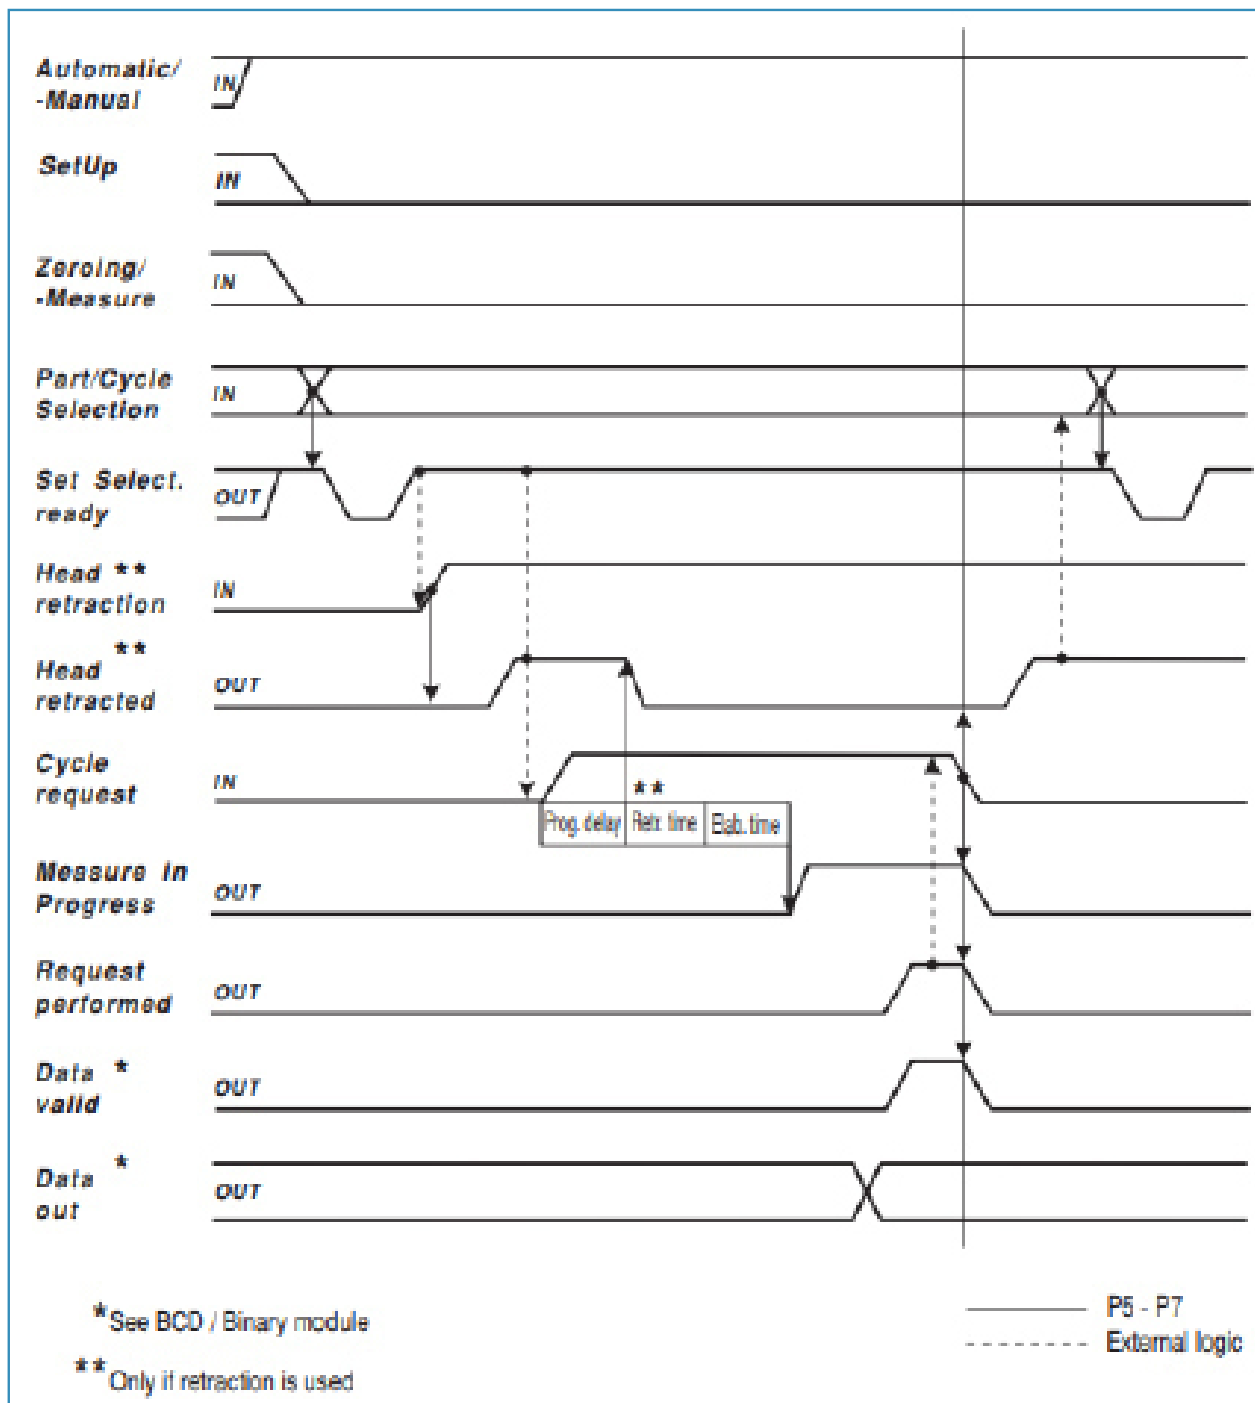 Automatic/
-Manual
IN
SetUp
IN
Zeroing/
-Measure
IN
Part/Cycle
Selection
IN
Set Select.
ready
OUT
Head **
retraction
IN
Head **
retracted
OUT
Cycle
request
IN
**
Prog. delay
Retr. time
Elab. time
Measure in
Progress
OUT
Request
performed
OUT
Data *
valid
OUT
Data *
out
OUT
*See BCD / Binary module
P5 - P7
External logic
**Only if retraction is used